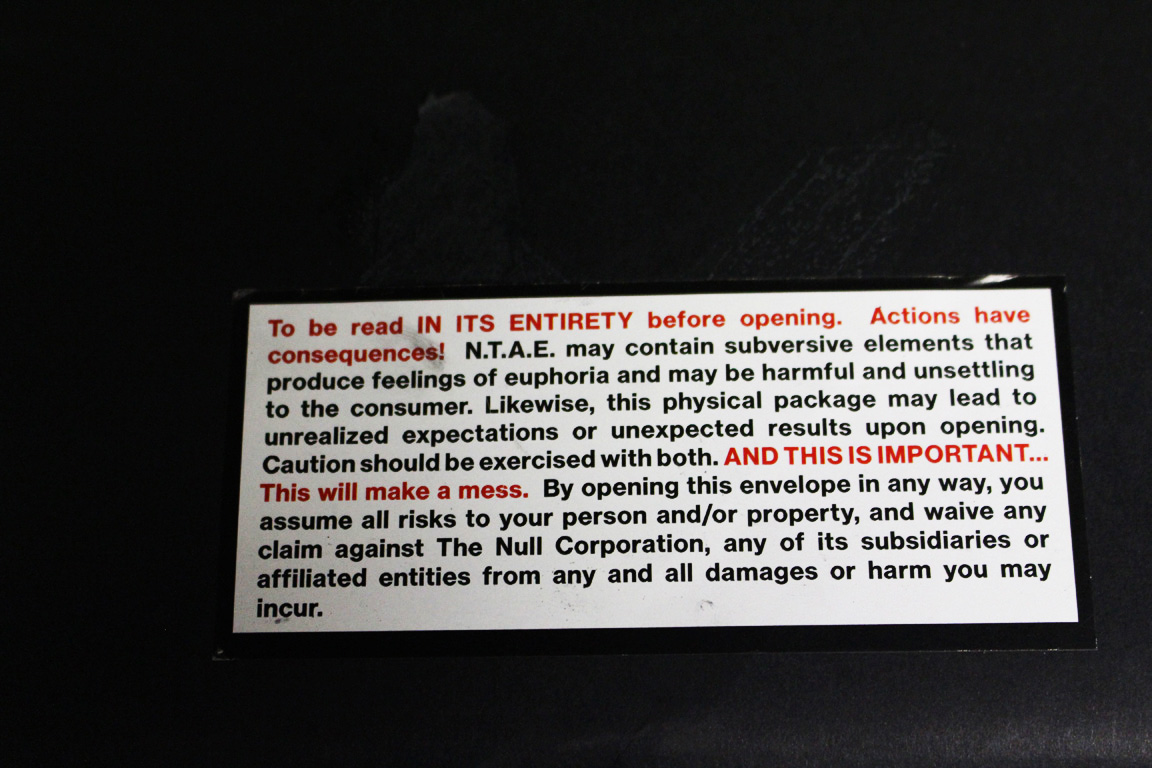 To be read IN ITS ENTIRETY before opening. Actions have
consequences! N.T.A.E. may contain subversive elements that
produce feelings of euphoria and may be harmful and unsettling
to the consumer. Likewise, this physical package may lead to
unrealized expectations or unexpected results upon opening.
Caution should be exercised with both. AND THIS IS IMPORTANT...
This will make a mess. By opening this envelope in any way, you
assume all risks to your person and/or property, and waive any
claim against The Null Corporation, any of its subsidiaries or
affiliated entities from any and all damages or harm you may
incur.